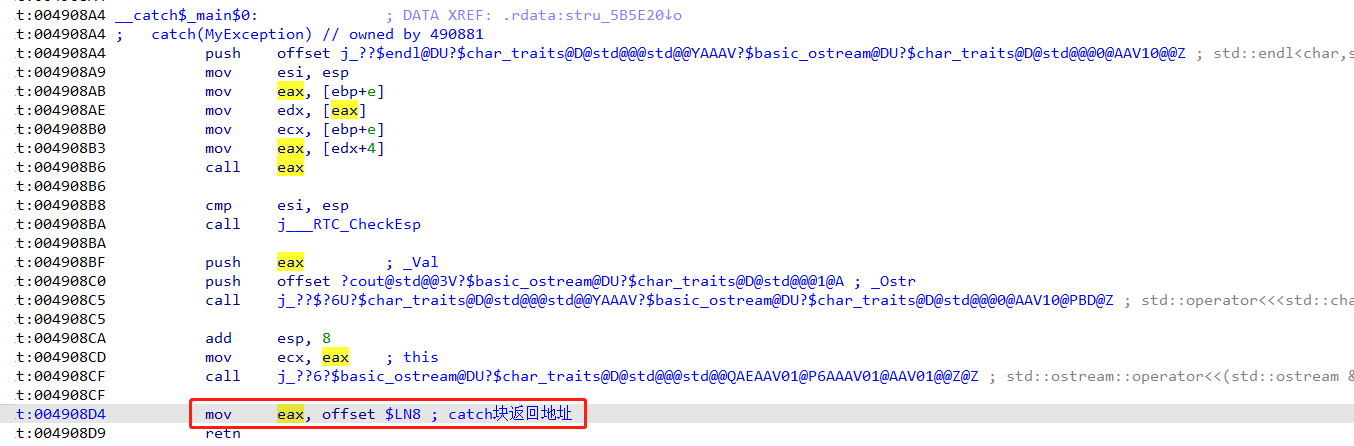 t:004908A4 __catch$_main$0: ; DATA XREF: .rdata:stru_5B5E20↓o
t:004908A4 ; catch(MyException) // owned by 490881
t:004908A4 push offset j_??$endl@DU?$char_traits@D@std@@@std@@YAAAV?$basic_ostream@DU?$char_traits@D@std@@@0@AAV10@@Z ; std::endl<char,s
t:004908A9 mov esi, esp
t:004908AB mov eax, [ebp+e]
t:004908AE mov edx, [eax]
t:004908B0 mov ecx, [ebp+e]
t:004908B3 mov eax, [edx+4]
t:004908B6 call eax
t:004908B6
t:004908B8 cmp esi, esp
t:004908BA call j___RTC_CheckEsp
t:004908BA
t:004908BF push eax ; _Val
t:004908C0 push offset ?cout@std@@3V?$basic_ostream@DU?$char_traits@D@std@@@1@A ; _Ostr
t:004908C5 call j_??$?6U?$char_traits@D@std@@@std@@YAAAV?$basic_ostream@DU?$char_traits@D@std@@@0@AAV10@PBD@Z ; std::operator<<<std::cha
t:004908C5
t:004908CA add esp, 8
t:004908CD mov ecx, eax ; this
t:004908CF call j_??6?$basic_ostream@DU?$char_traits@D@std@@@std@@QAEAAV01@P6AAAV01@AAV01@@Z@Z ; std::ostream::operator<<(std::ostream &
t:004908CF
t:004908D4 mov eax, offset $LN8 ; catch块返回地址
t:004908D9 retn